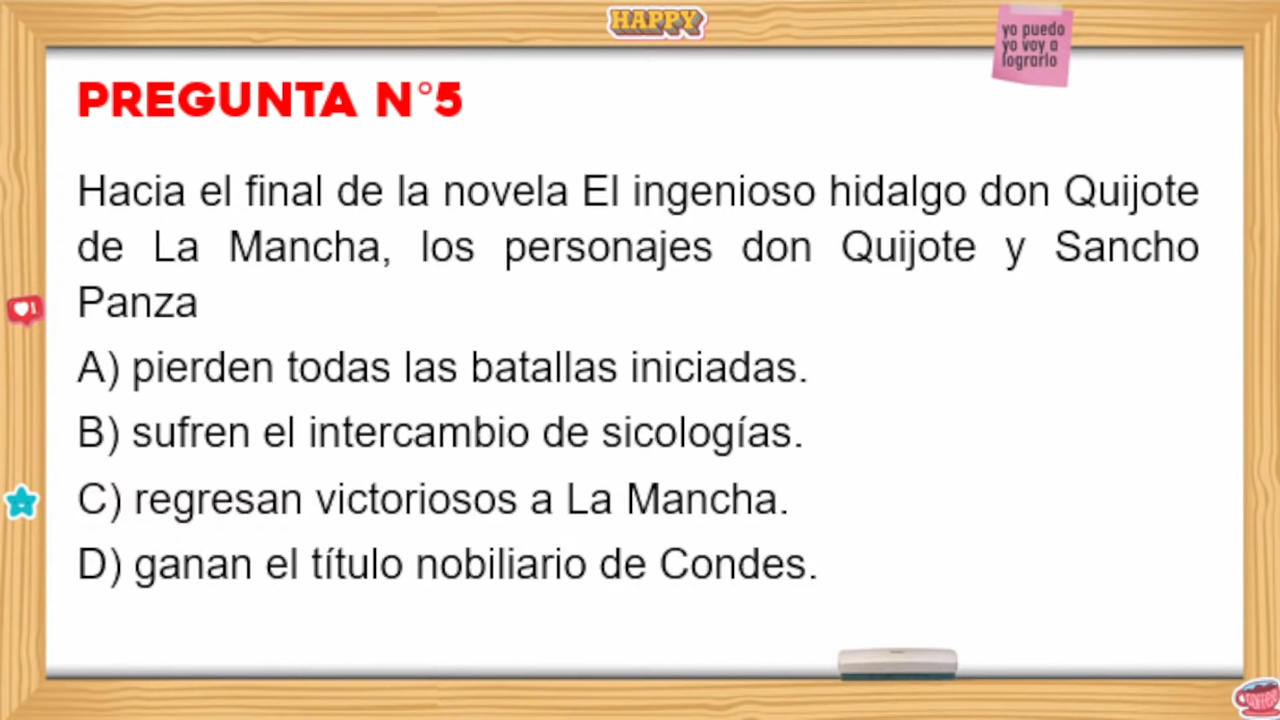 HAPPY
yo puedo
yo voy a
lograrlo
PREGUNTA N°5
Hacia el final de la novela El ingenioso hidalgo don Quijote
de La Mancha, los personajes don Quijote y Sancho
Panza
A) pierden todas las batallas iniciadas.
B) sufren el intercambio de sicologías.
C) regresan victoriosos a La Mancha.
D) ganan el título nobiliario de Condes.
1
COFFEE